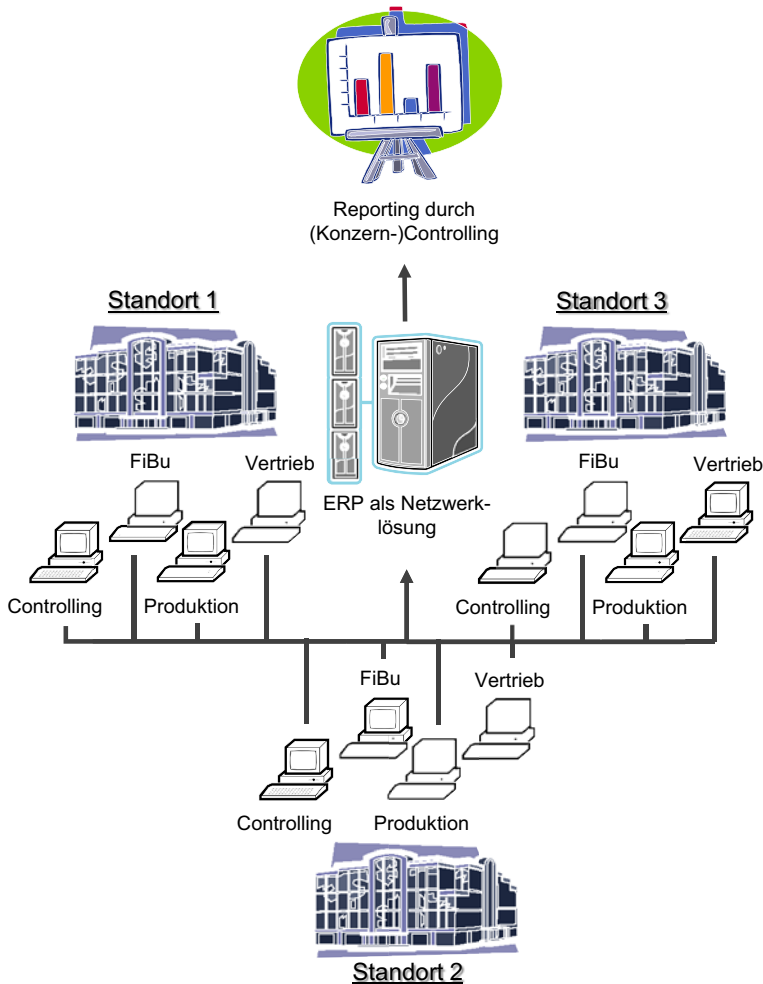 Reporting durch
(Konzern-)Controlling
Standort 1
Standort 3
FiBu
Vertrieb
FiBu
Vertrieb
ERP als Netzwerk-
lösung
Controlling
Produktion
Controlling
Produktion
FiBu
Vertrieb
Controlling
Produktion
Standort 2